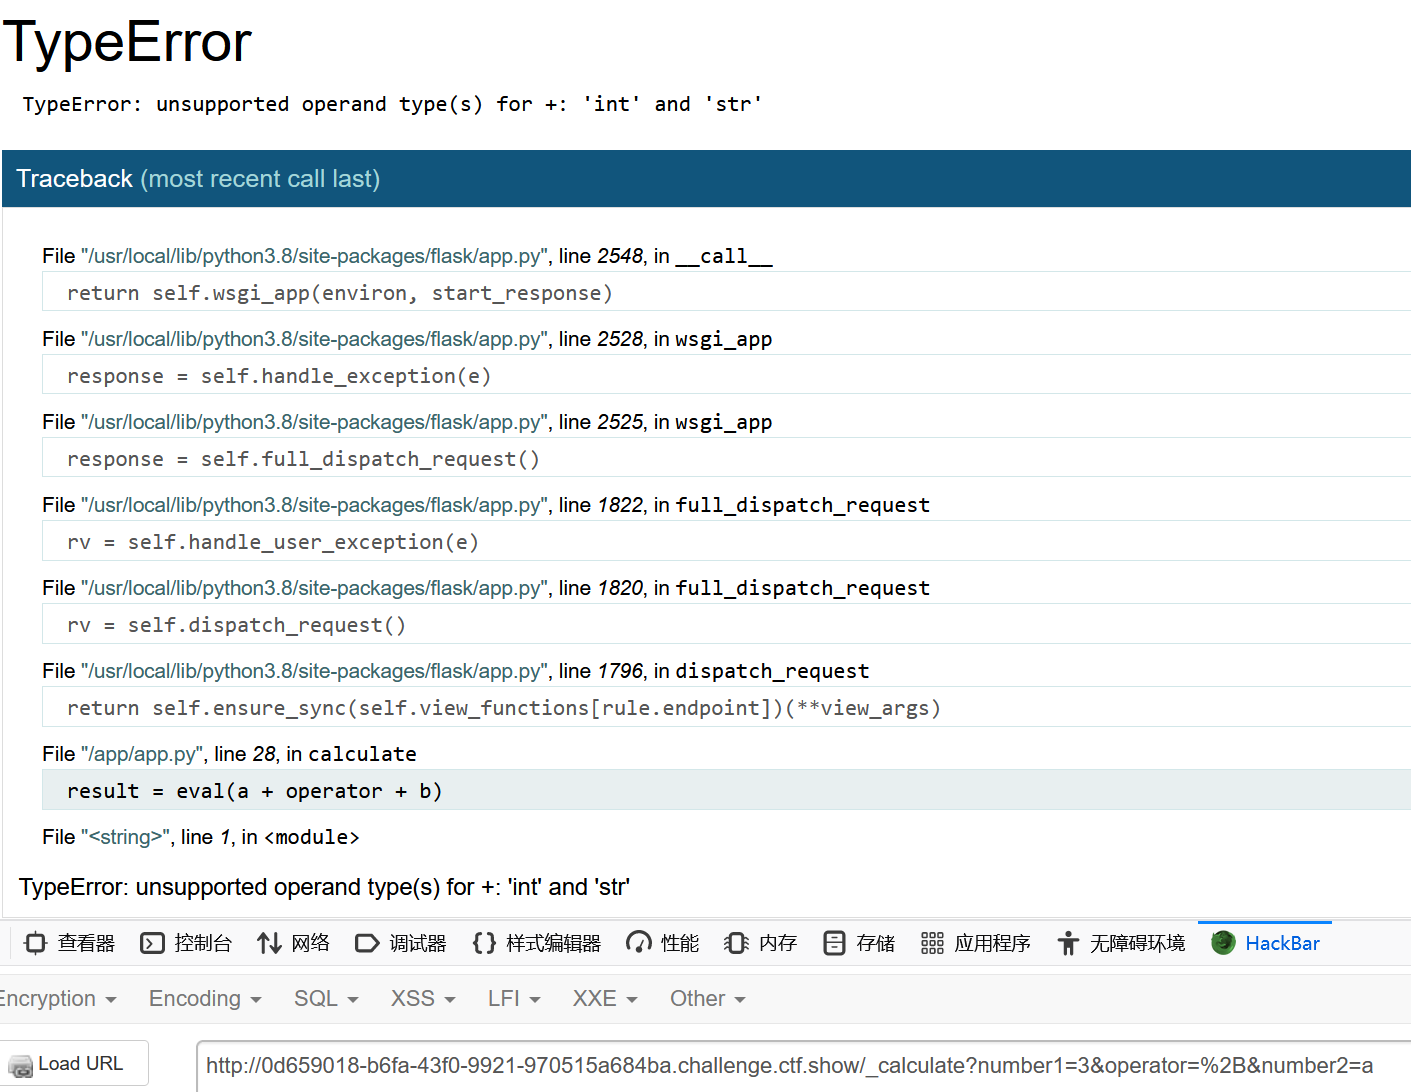 TypeError
TypeError: unsupported operand type(s) for +: 'int' and 'str'
Traceback (most recent call last)
File "/usr/local/lib/python3.8/site-packages/flask/app.py", line 2548, in __call__
return self.wsgi_app(environ, start_response)
File "/usr/local/lib/python3.8/site-packages/flask/app.py", line 2528, in wsgi_app
response = self.handle_exception(e)
File "/usr/local/lib/python3.8/site-packages/flask/app.py", line 2525, in wsgi_app
response = self.full_dispatch_request()
File "/usr/local/lib/python3.8/site-packages/flask/app.py", line 1822, in full_dispatch_request
rv = self.handle_user_exception(e)
File "/usr/local/lib/python3.8/site-packages/flask/app.py", line 1820, in full_dispatch_request
rv = self.dispatch_request()
File "/usr/local/lib/python3.8/site-packages/flask/app.py", line 1796, in dispatch_request
return self.ensure_sync(self.view_functions[rule.endpoint])(**view_args)
File "/app/app.py", line 28, in calculate
result = eval(a + operator + b)
File "<string>", line 1, in <module>
TypeError: unsupported operand type(s) for +: 'int' and 'str'
查看器 控制台 网络 调试器 样式编辑器 性能 内存 存储 应用程序 无障碍环境 HackBar
Encryption Encoding SQL XSS LFI XXE Other
Load URL http://0d659018-b6fa-43f0-9921-970515a684ba.challenge.ctf.show/_calculate?number1=3&operator=%2B&number2=a